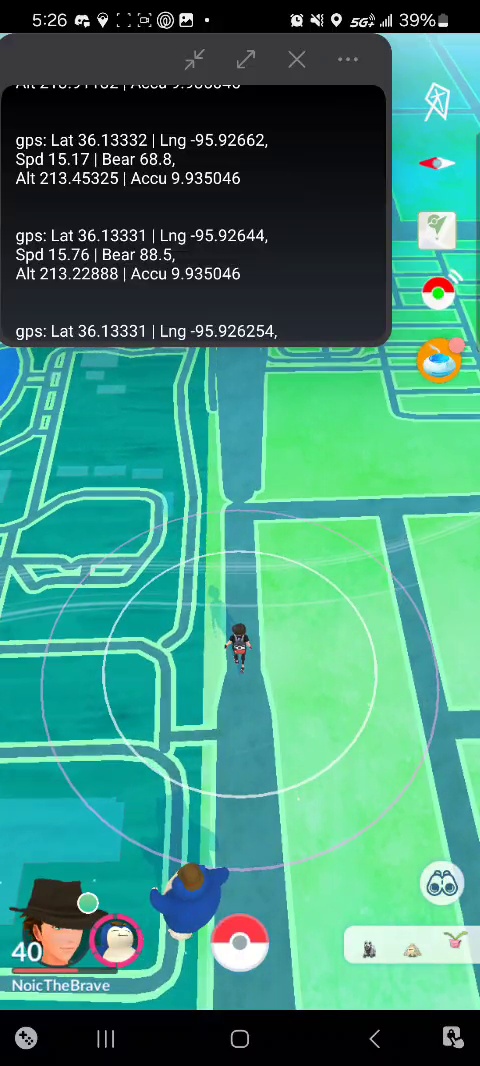 5:26
5G+
39%
Alt 213.91182 | Accu 9.935046
gps: Lat 36.13332 | Lng -95.92662,
Spd 15.17 | Bear 68.8,
Alt 213.45325 | Accu 9.935046
gps: Lat 36.13331 | Lng -95.92644,
Spd 15.76 | Bear 88.5,
Alt 213.22888 | Accu 9.935046
gps: Lat 36.13331 | Lng -95.926254,
40
NoicTheBrave